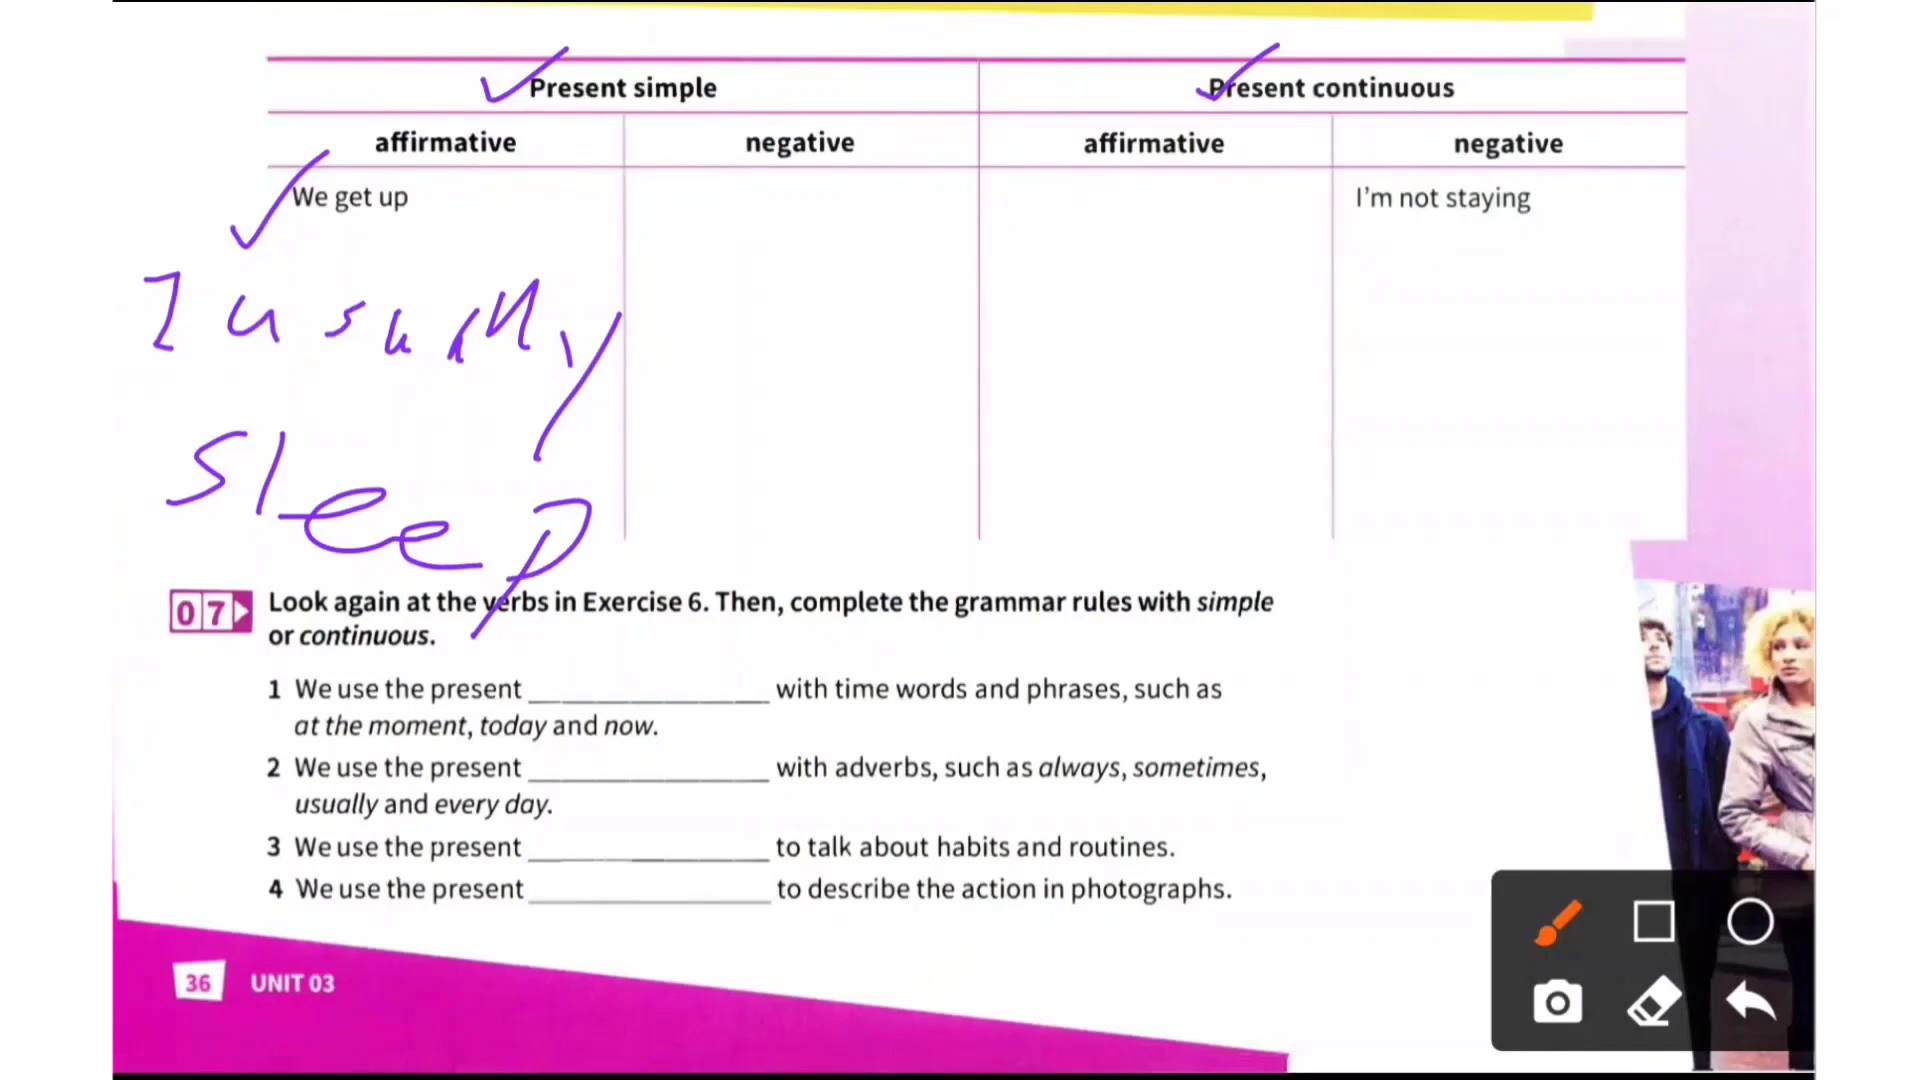 Present simple Present continuous
affirmative negative affirmative negative
We get up I'm not staying
I usually
sleep
07 Look again at the verbs in Exercise 6. Then, complete the grammar rules with simple
or continuous.
1 We use the present ______________ with time words and phrases, such as
at the moment, today and now.
2 We use the present ______________ with adverbs, such as always, sometimes,
usually and every day.
3 We use the present ______________ to talk about habits and routines.
4 We use the present ______________ to describe the action in photographs.
36 UNIT 03